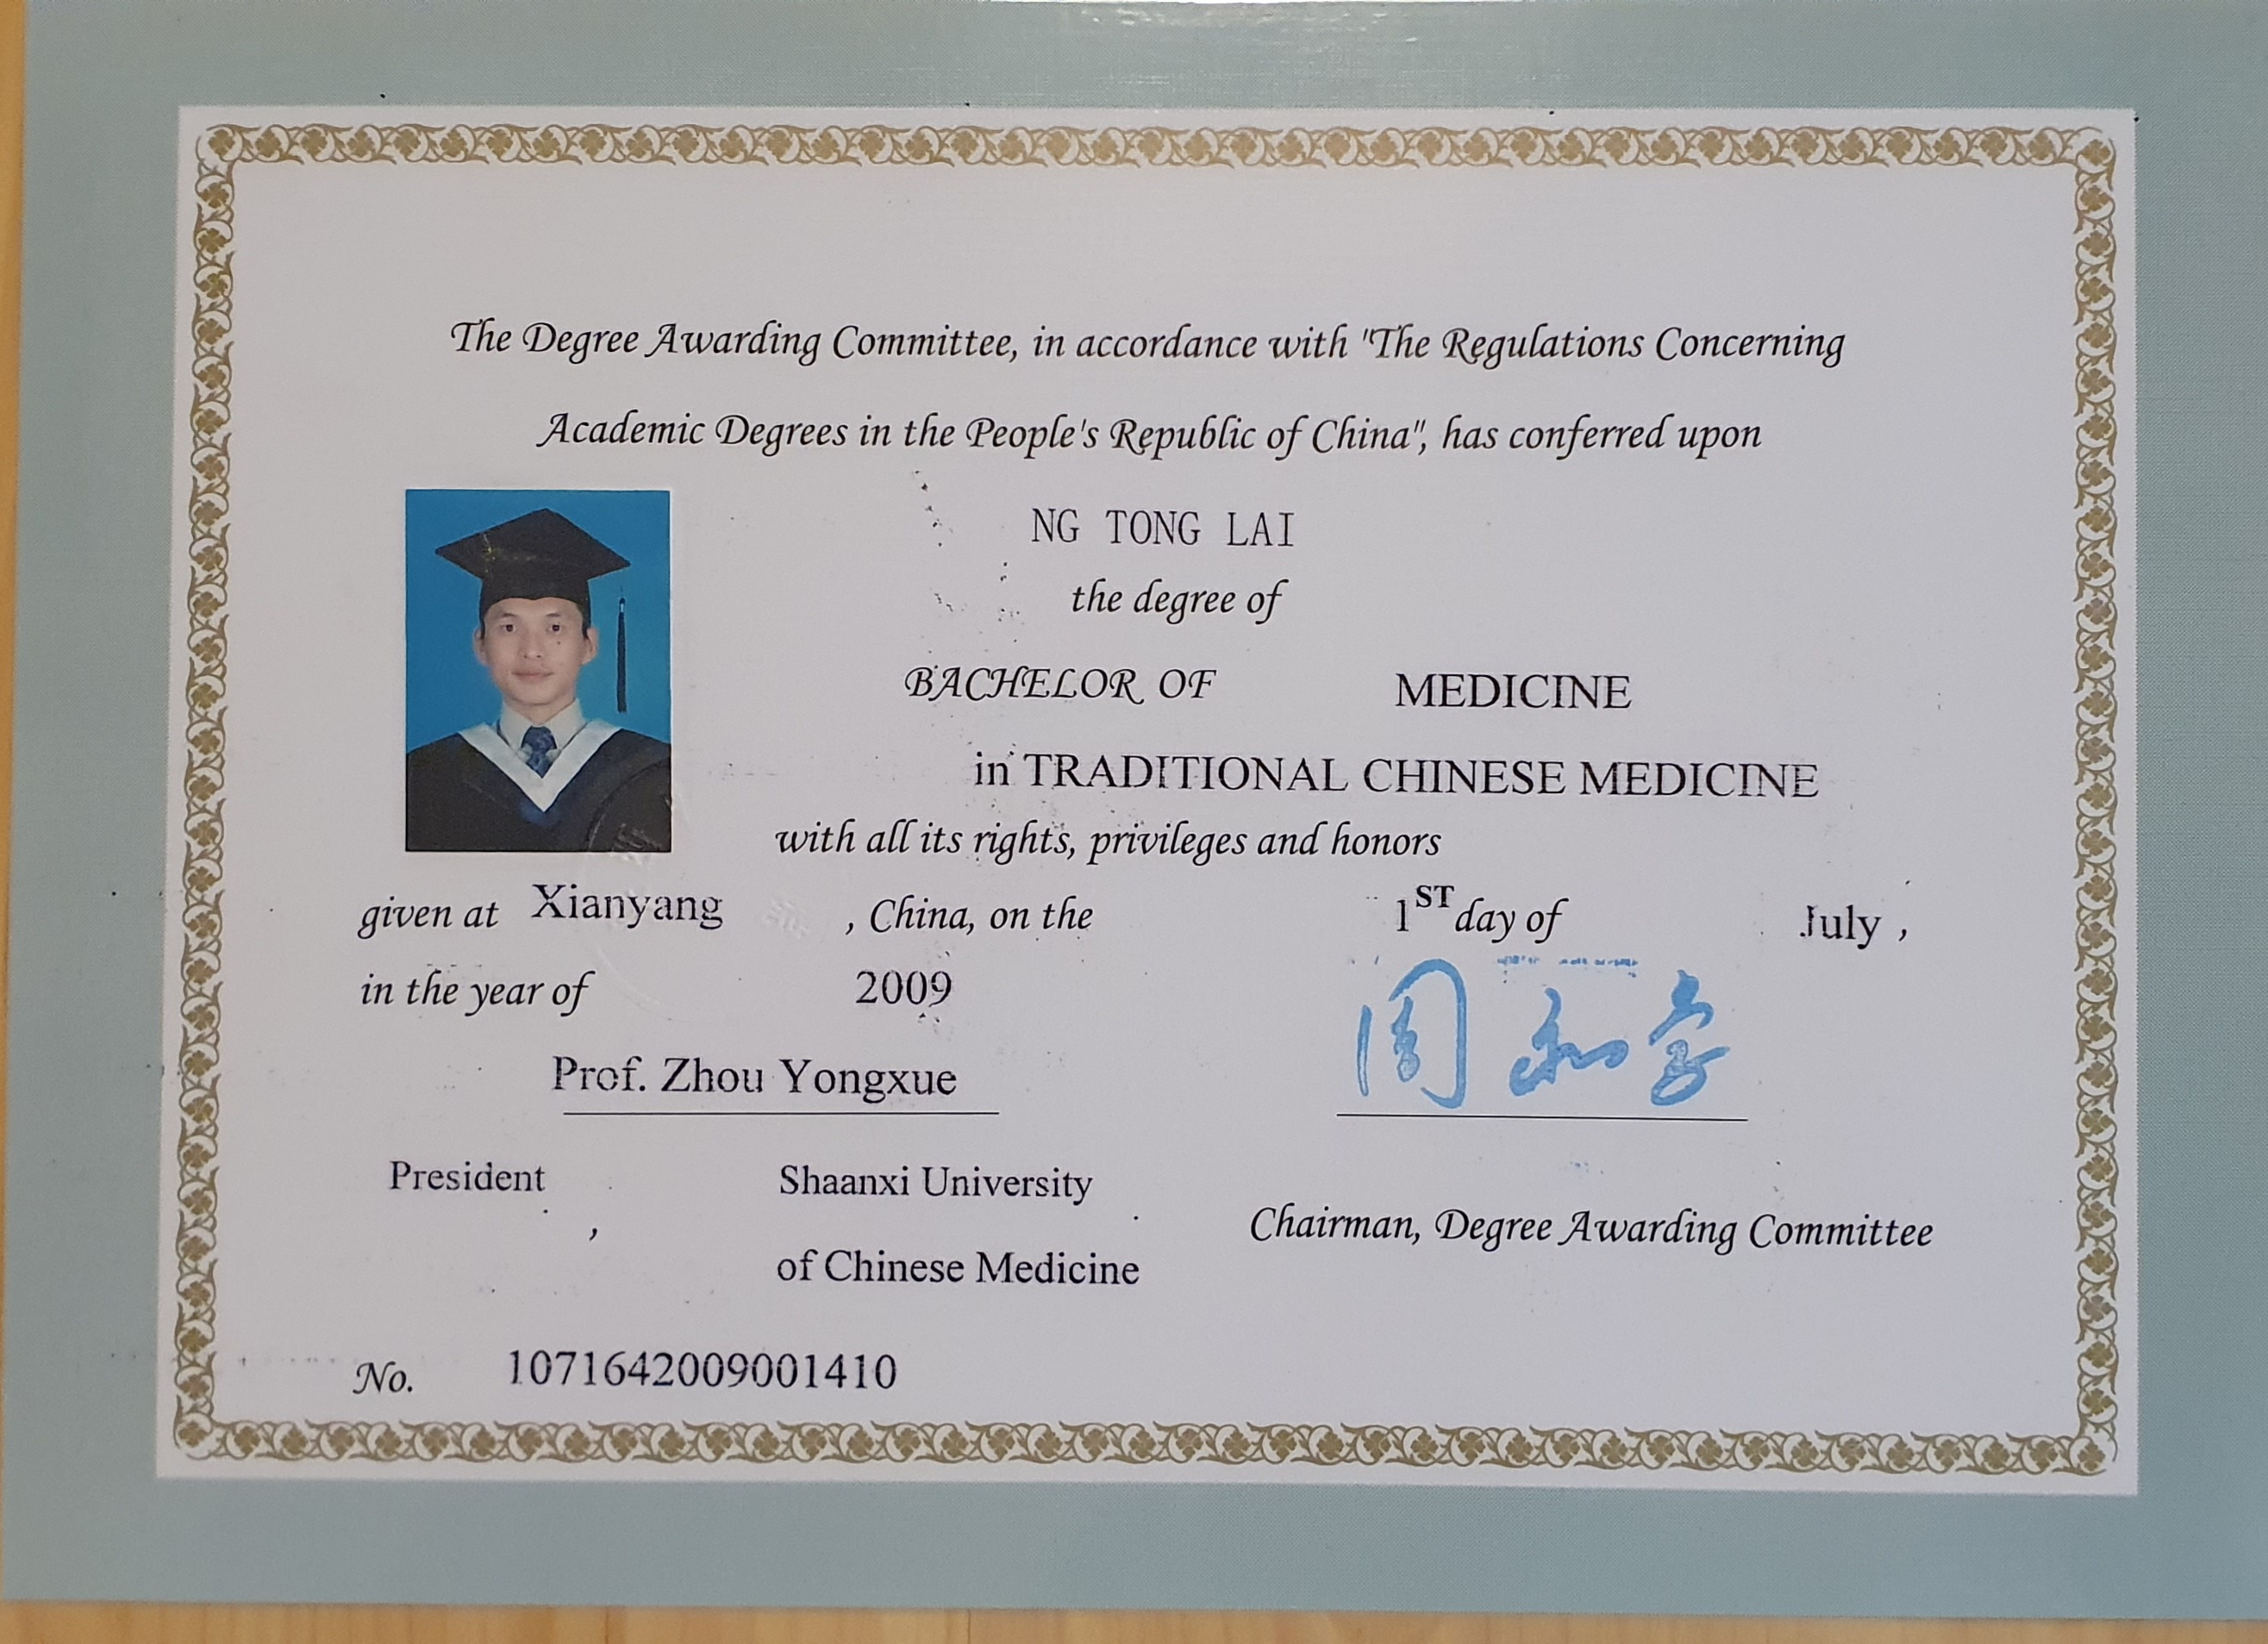 The Degree Awarding Committee, in accordance with "The Regulations Concerning
Academic Degrees in the People's Republic of China", has conferred upon
NG TONG LAI
the degree of
BACHELOR OF MEDICINE
in TRADITIONAL CHINESE MEDICINE
with all its rights, privileges and honors
given at Xianyang , China, on the 1ST day of July ,
in the year of 2009
Prof. Zhou Yongxue 周永学
President , Shaanxi University
of Chinese Medicine
Chairman, Degree Awarding Committee
No. 1071642009001410